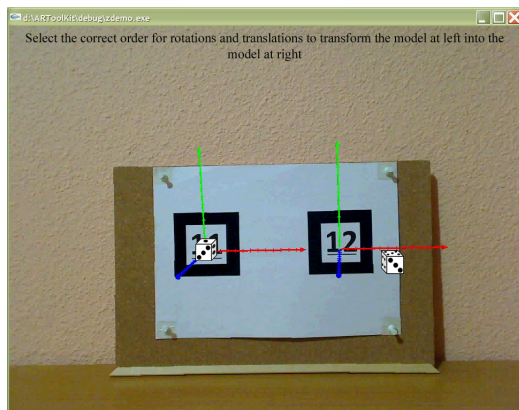 d:\ARToolKit\debug\zdemo.exe
Select the correct order for rotations and translations to transform the model at left into the
model at right
12